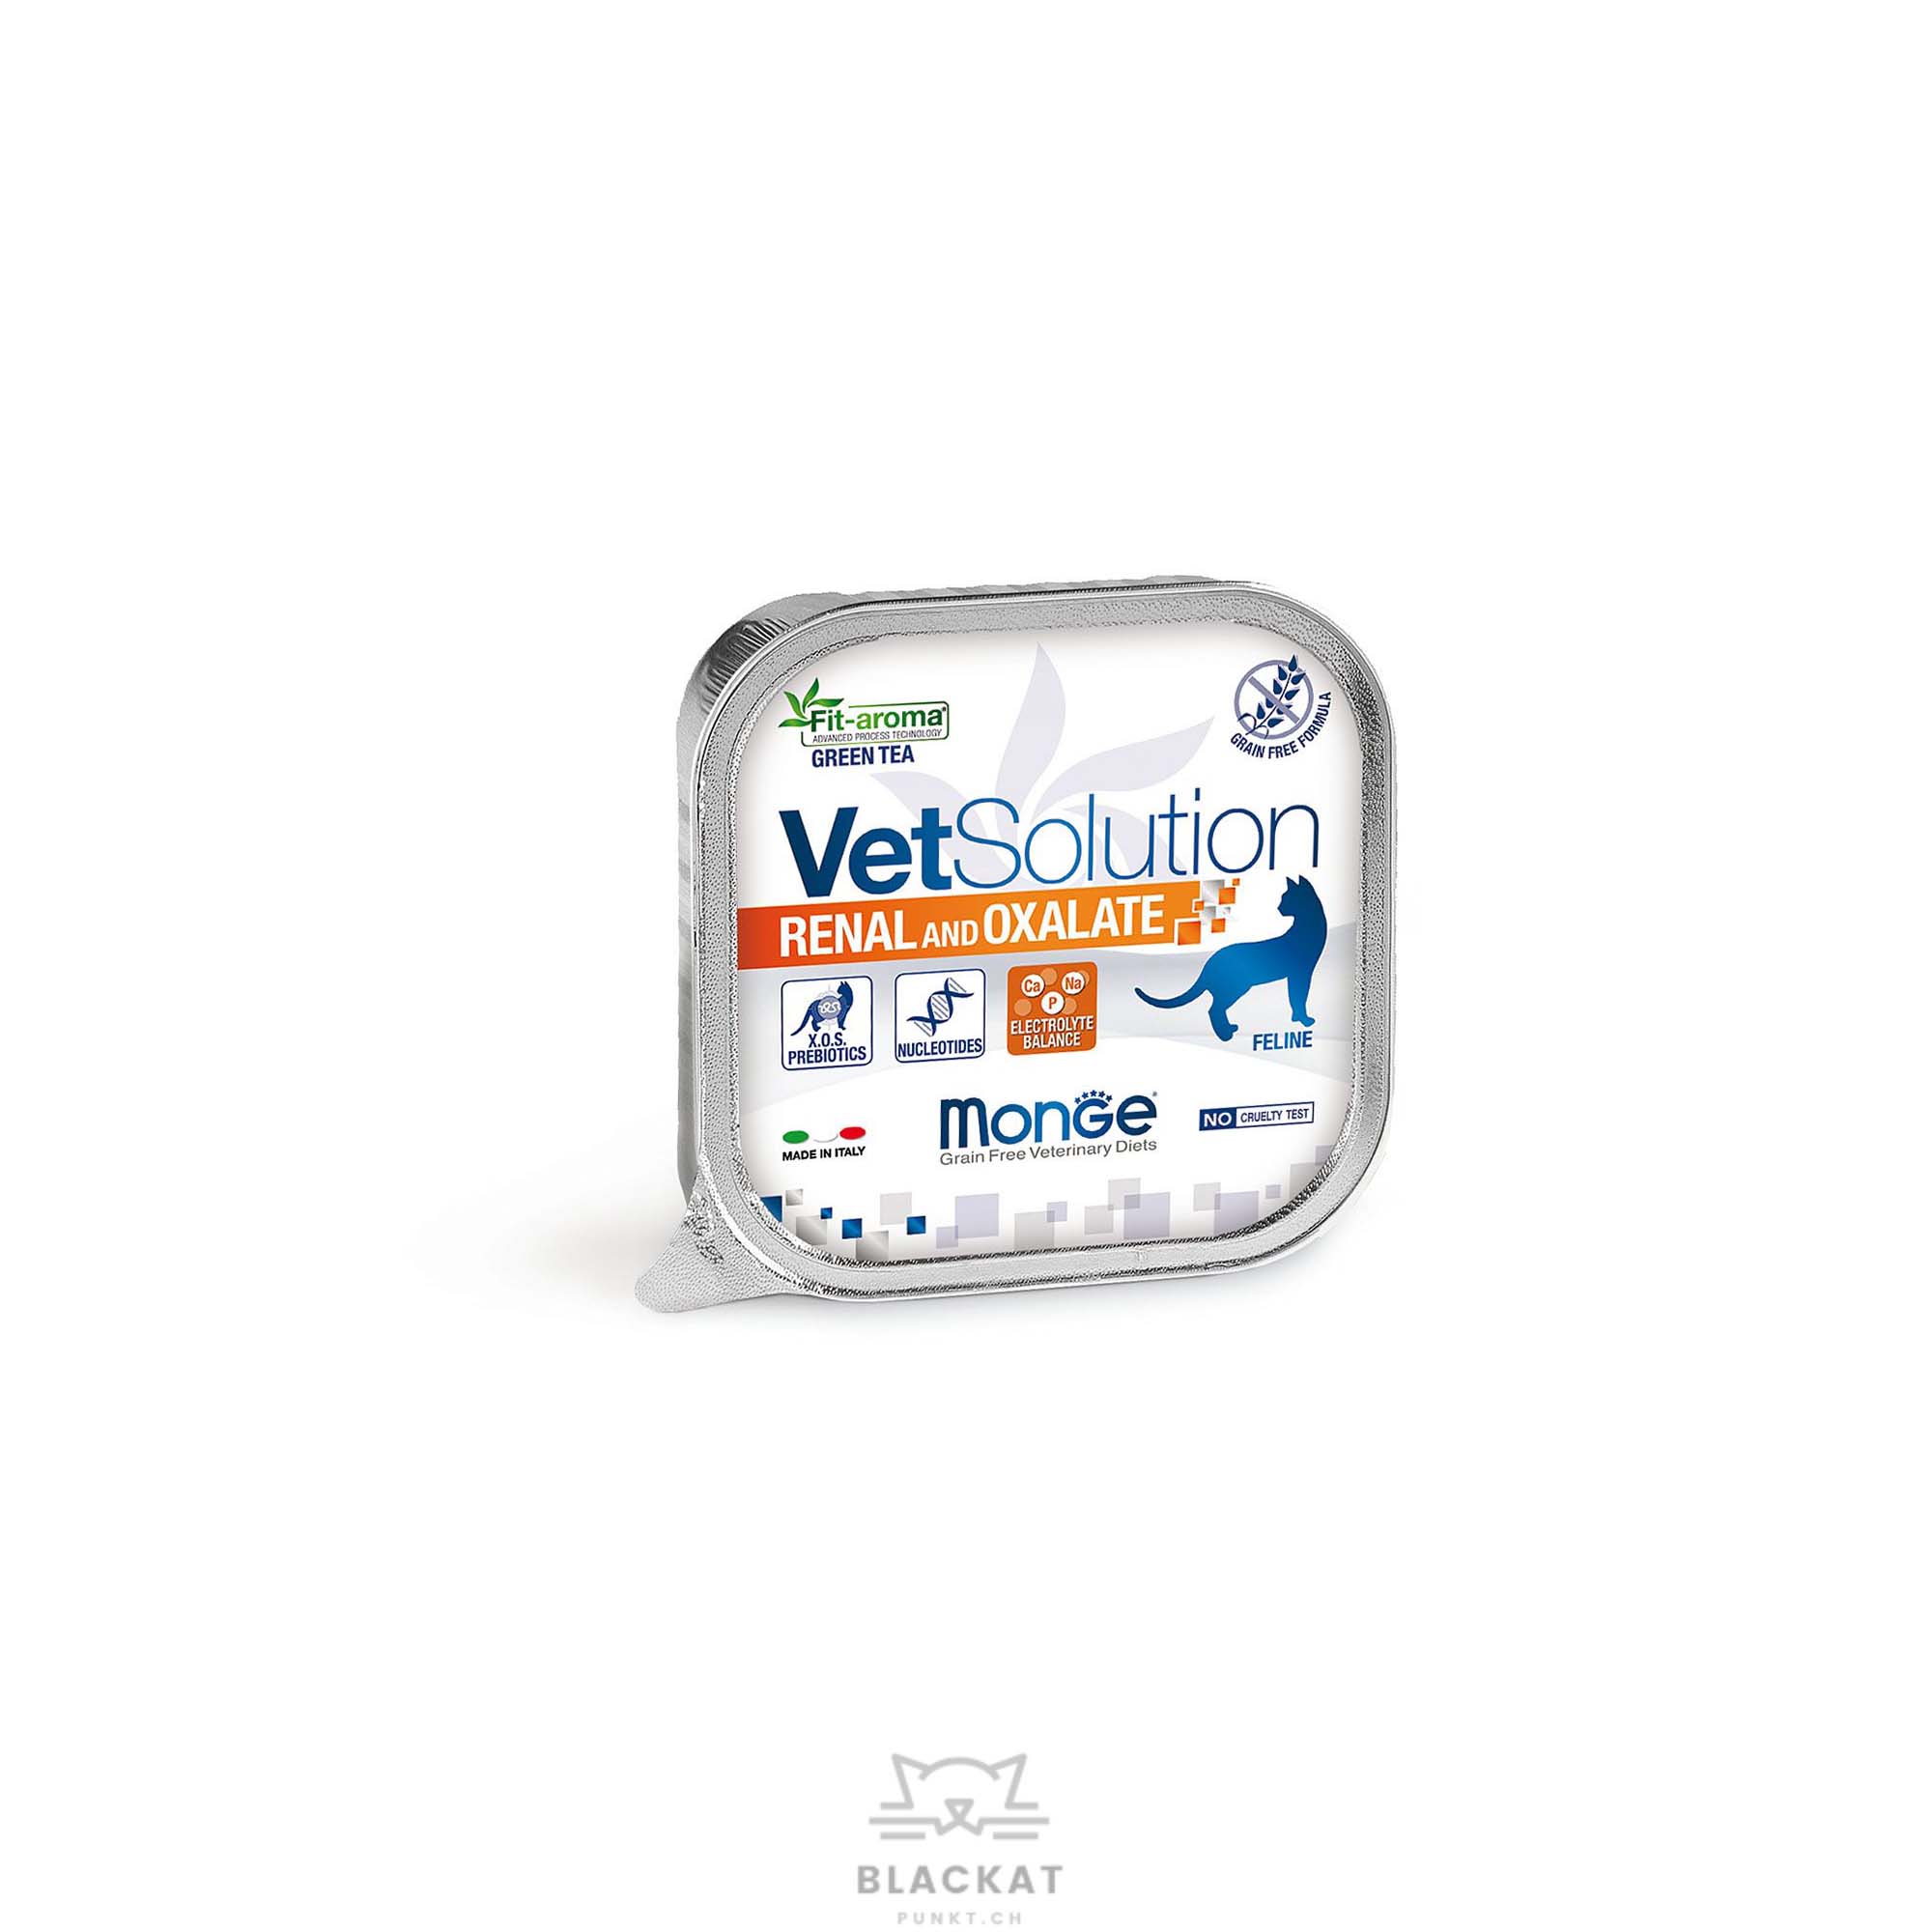 Fit-aroma®
ADVANCED PROCESS TECHNOLOGY
GREEN TEA
GRAIN FREE FORMULA
VetSolution
RENAL AND OXALATE
X.O.S.
PREBIOTICS
NUCLEOTIDES
Ca
Na
P
ELECTROLYTE
BALANCE
FELINE
MADE IN ITALY
monGe®
Grain Free Veterinary Diets
NO CRUELTY TEST
BLACKAT
PUNKT.CH